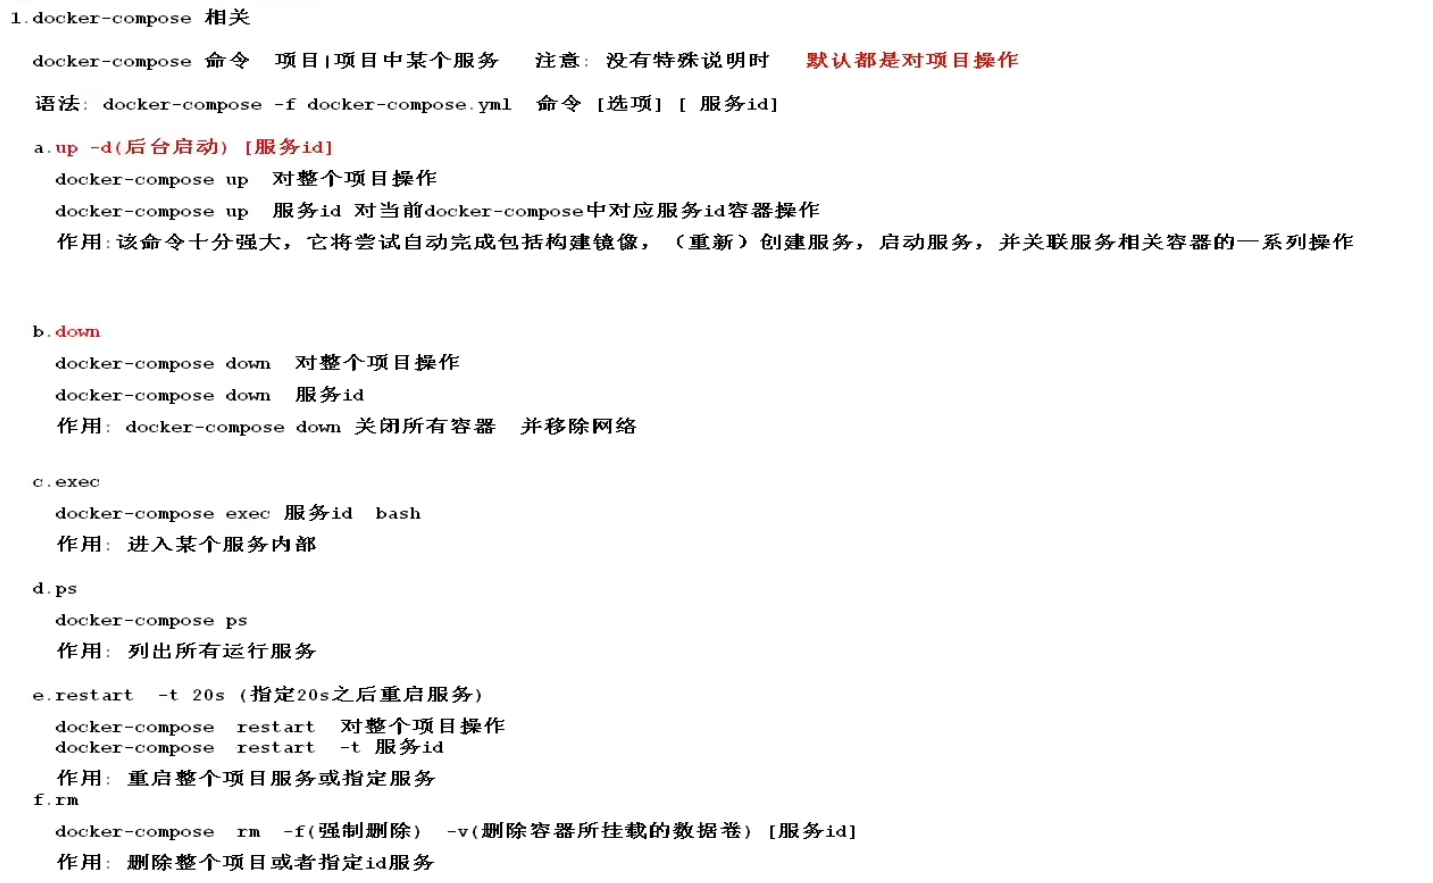 1.docker-compose 相关
docker-compose 命令 项目|项目中某个服务 注意: 没有特殊说明时 默认都是对项目操作
语法: docker-compose -f docker-compose.yml 命令 [选项] [ 服务id]
a.up -d(后台启动) [服务id]
docker-compose up 对整个项目操作
docker-compose up 服务id 对当前docker-compose中对应服务id容器操作
作用:该命令十分强大，它将尝试自动完成包括构建镜像，（重新）创建服务，启动服务，并关联服务相关容器的一系列操作
b.down
docker-compose down 对整个项目操作
docker-compose down 服务id
作用: docker-compose down 关闭所有容器 并移除网络
c.exec
docker-compose exec 服务id bash
作用: 进入某个服务内部
d.ps
docker-compose ps
作用: 列出所有运行服务
e.restart -t 20s (指定20s之后重启服务)
docker-compose restart 对整个项目操作
docker-compose restart -t 服务id
作用: 重启整个项目服务或指定服务
f.rm
docker-compose rm -f(强制删除) -v(删除容器所挂载的数据卷) [服务id]
作用: 删除整个项目或者指定id服务